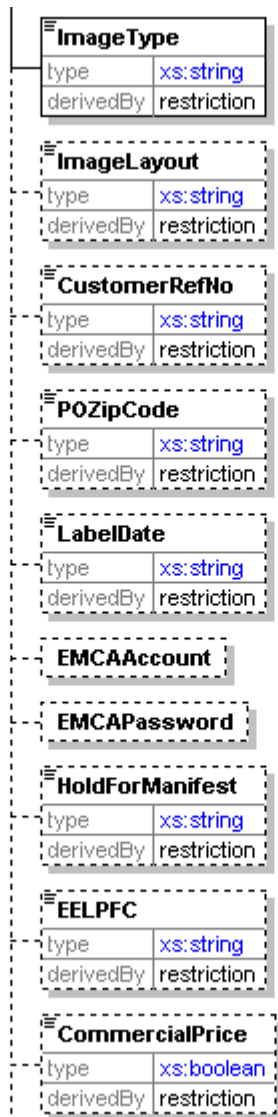 ImageType
type xs:string
derivedBy restriction
ImageLayout
type xs:string
derivedBy restriction
CustomerRefNo
type xs:string
derivedBy restriction
POZipCode
type xs:string
derivedBy restriction
LabelDate
type xs:string
derivedBy restriction
EMCAAccount
EMCAPassword
HoldForManifest
type xs:string
derivedBy restriction
EELPFC
type xs:string
derivedBy restriction
CommercialPrice
type xs:boolean
derivedBy restriction